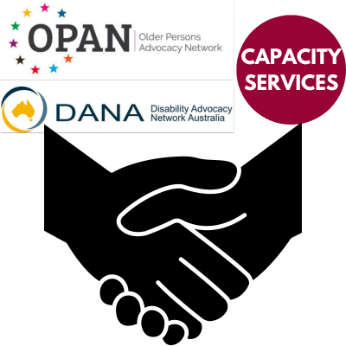 OPAN
Older Persons
Advocacy Network
CAPACITY
SERVICES
DANA
Disability Advocacy
Network Australia